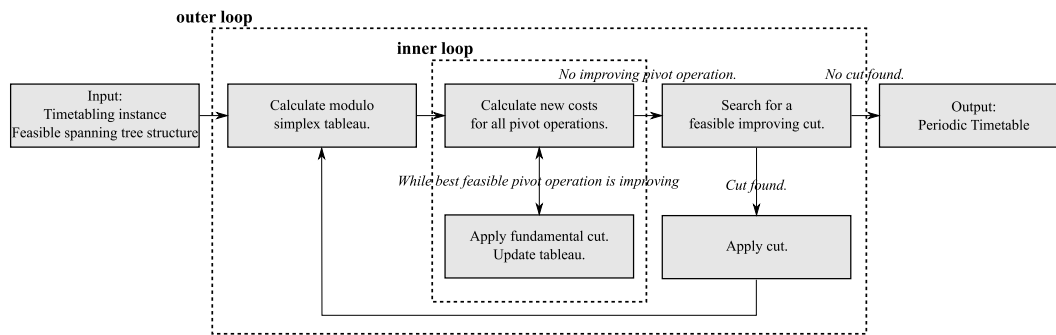 outer loop
inner loop
No improving pivot operation.
No cut found.
Input:
Timetabling instance
Feasible spanning tree structure
Calculate modulo
simplex tableau.
Calculate new costs
for all pivot operations.
Search for a
feasible improving cut.
Output:
Periodic Timetable
While best feasible pivot operation is improving
Cut found.
Apply fundamental cut.
Update tableau.
Apply cut.